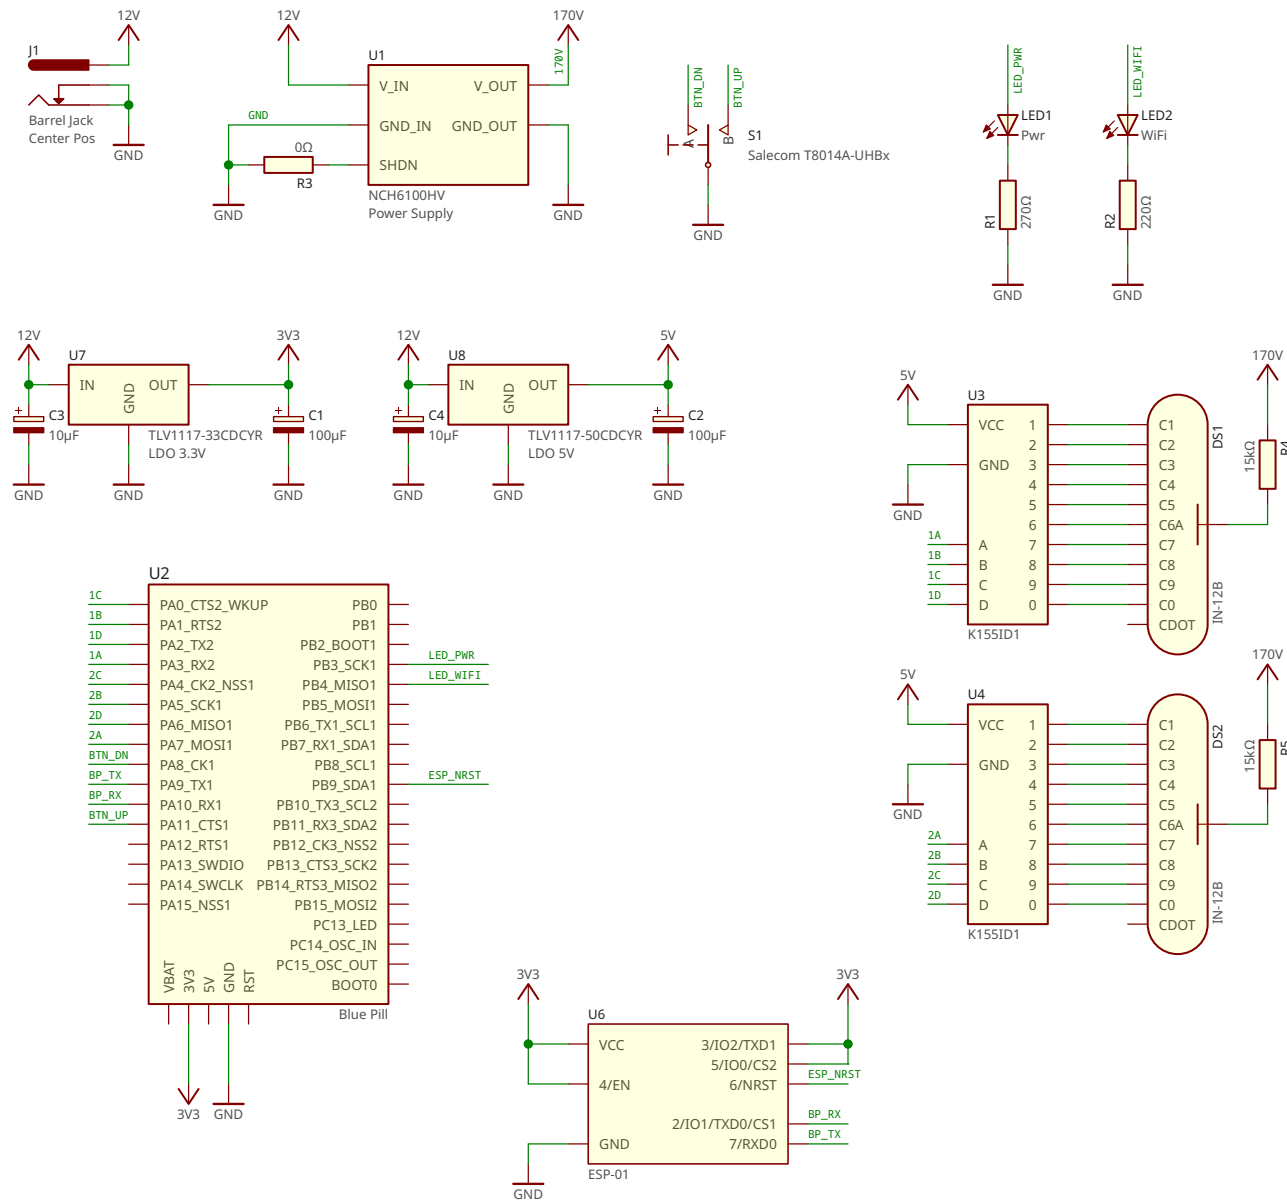 12V
J1
Barrel Jack
Center Pos
GND
12V
170V
170V
U1
V_IN
V_OUT
GND
GND_IN
GND_OUT
0Ω
SHDN
R3
NCH6100HV
Power Supply
GND
GND
BTN_DN
BTN_UP
A
B
S1
Salecom T8014A-UHBx
GND
LED_PWR
LED1
Pwr
R1
270Ω
GND
LED_WIFI
LED2
WiFi
R2
220Ω
GND
12V
U7
3V3
IN
GND
OUT
C3
10µF
TLV1117-33CDCYR
LDO 3.3V
C1
100µF
GND
GND
GND
12V
U8
5V
IN
GND
OUT
C4
10µF
TLV1117-50CDCYR
LDO 5V
C2
100µF
GND
GND
GND
5V
U3
170V
VCC
1
C1
2
C2
GND
3
C3
4
C4
5
C5
6
C6A
A
7
C7
B
8
C8
C
9
C9
D
0
C0
CDOT
GND
1A
1B
1C
1D
K155ID1
DS1
IN-12B
15kΩ
R4
5V
U4
170V
VCC
1
C1
2
C2
GND
3
C3
4
C4
5
C5
6
C6A
A
7
C7
B
8
C8
C
9
C9
D
0
C0
CDOT
GND
2A
2B
2C
2D
K155ID1
DS2
IN-12B
15kΩ
U2
1C
PA0_CTS2_WKUP
PB0
1B
PA1_RTS2
PB1
1D
PA2_TX2
PB2_BOOT1
1A
PA3_RX2
PB3_SCK1
LED_PWR
2C
PA4_CK2_NSS1
PB4_MISO1
LED_WIFI
2B
PA5_SCK1
PB5_MOSI1
2D
PA6_MISO1
PB6_TX1_SCL1
2A
PA7_MOSI1
PB7_RX1_SDA1
BTN_DN
PA8_CK1
PB8_SCL1
BP_TX
PA9_TX1
PB9_SDA1
ESP_NRST
BP_RX
PA10_RX1
PB10_TX3_SCL2
BTN_UP
PA11_CTS1
PB11_RX3_SDA2
PA12_RTS1
PB12_CK3_NSS2
PA13_SWDIO
PB13_CTS3_SCK2
PA14_SWCLK
PB14_RTS3_MISO2
PA15_NSS1
PB15_MOSI2
PC13_LED
PC14_OSC_IN
PC15_OSC_OUT
BOOT0
VBAT
3V3
5V
GND
RST
Blue Pill
3V3
GND
3V3
3V3
U6
VCC
3/IO2/TXD1
5/IO0/CS2
4/EN
6/NRST
ESP_NRST
2/IO1/TXD0/CS1
BP_RX
GND
7/RXD0
BP_TX
ESP-01
GND